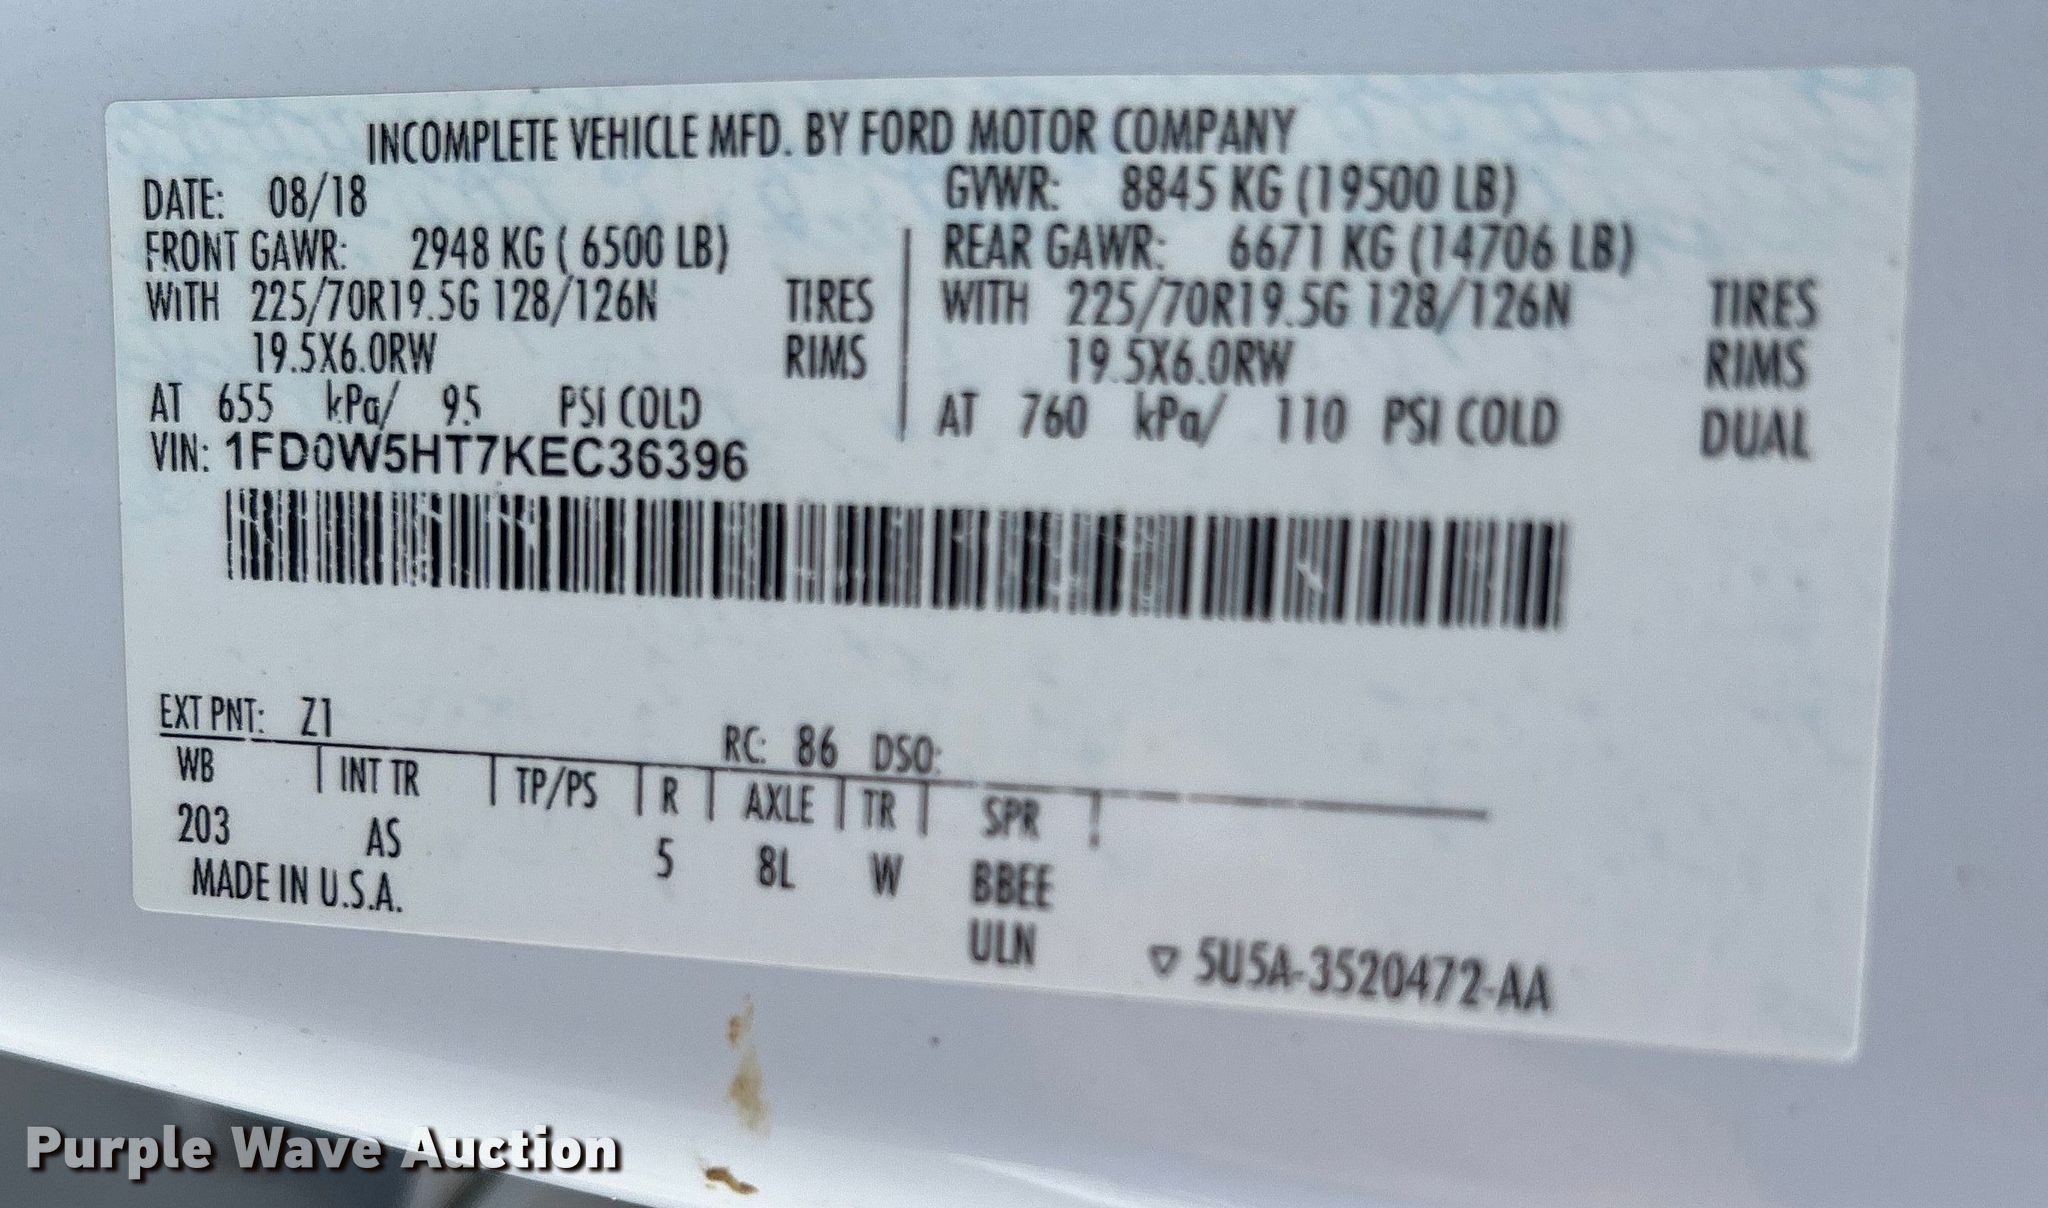 INCOMPLETE VEHICLE MFD. BY FORD MOTOR COMPANY
DATE: 08/18 GVWR: 8845 KG (19500 LB)
FRONT GAWR: 2948 KG ( 6500 LB) REAR GAWR: 6671 KG (14706 LB)
WITH 225/70R19.5G 128/126N TIRES WITH 225/70R19.5G 128/126N TIRES
19.5X6.0RW RIMS 19.5X6.0RW RIMS
AT 655 kPa/ 95 PSI COLD AT 760 kPa/ 110 PSI COLD DUAL
VIN: 1FD0W5HT7KEC36396
EXT PNT: Z1 RC: 86 DSO:
WB INT TR TP/PS R AXLE TR SPR
203 AS 5 8L W BBEE
MADE IN U.S.A. ULN
▽ 5U5A-3520472-AA
Purple Wave Auction